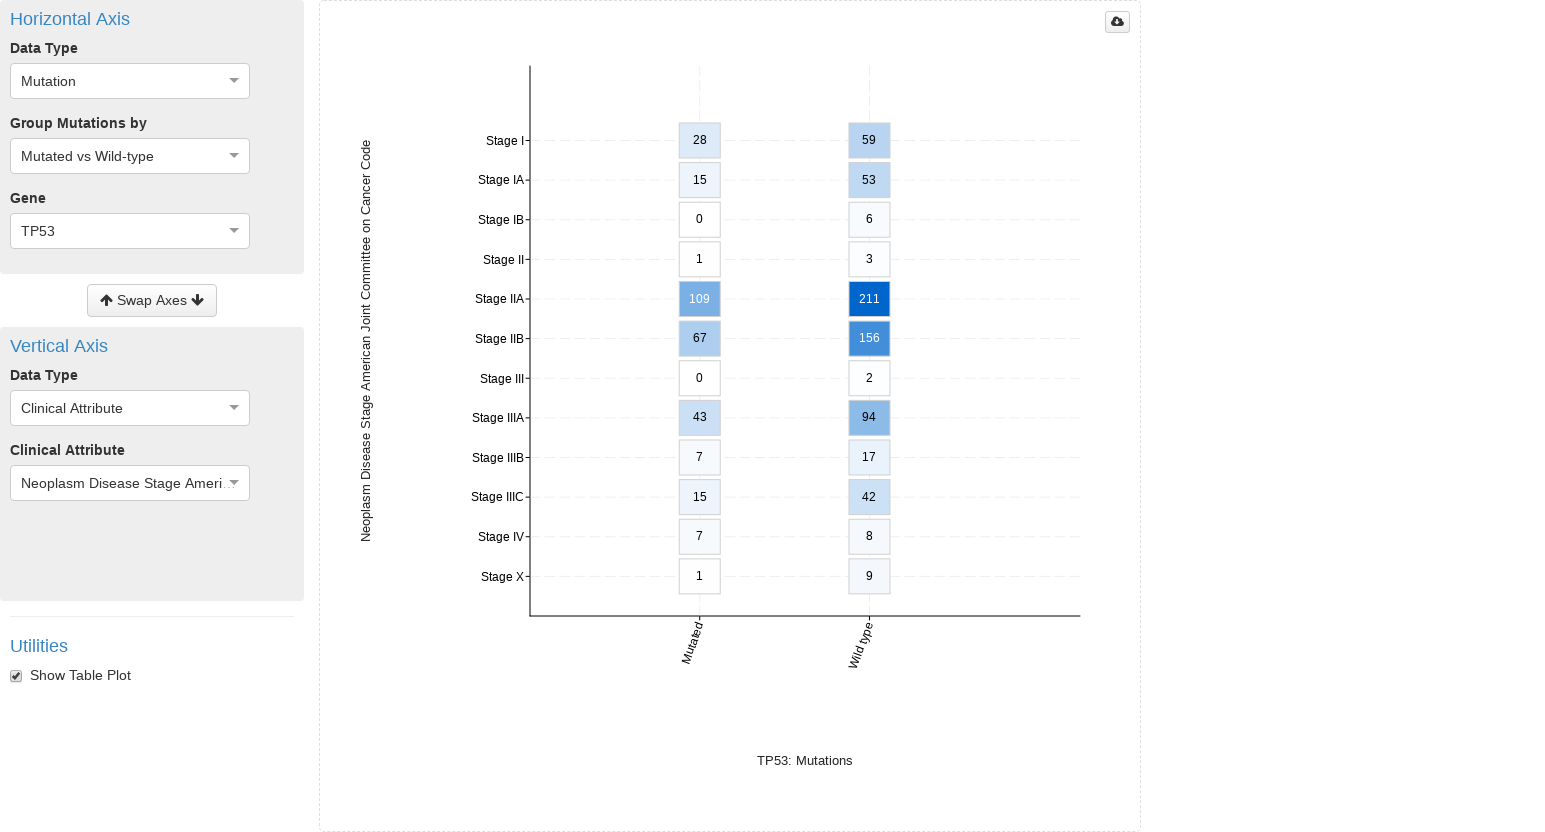 Horizontal Axis
Data Type
Mutation
Group Mutations by
Mutated vs Wild-type
Gene
TP53
Swap Axes
Vertical Axis
Data Type
Clinical Attribute
Clinical Attribute
Neoplasm Disease Stage Ameri...
Utilities
Show Table Plot
Neoplasm Disease Stage American Joint Committee on Cancer Code
Stage I 28 59
Stage IA 15 53
Stage IB 0 6
Stage II 1 3
Stage IIA 109 211
Stage IIB 67 156
Stage III 0 2
Stage IIIA 43 94
Stage IIIB 7 17
Stage IIIC 15 42
Stage IV 7 8
Stage X 1 9
Mutated Wild type
TP53: Mutations